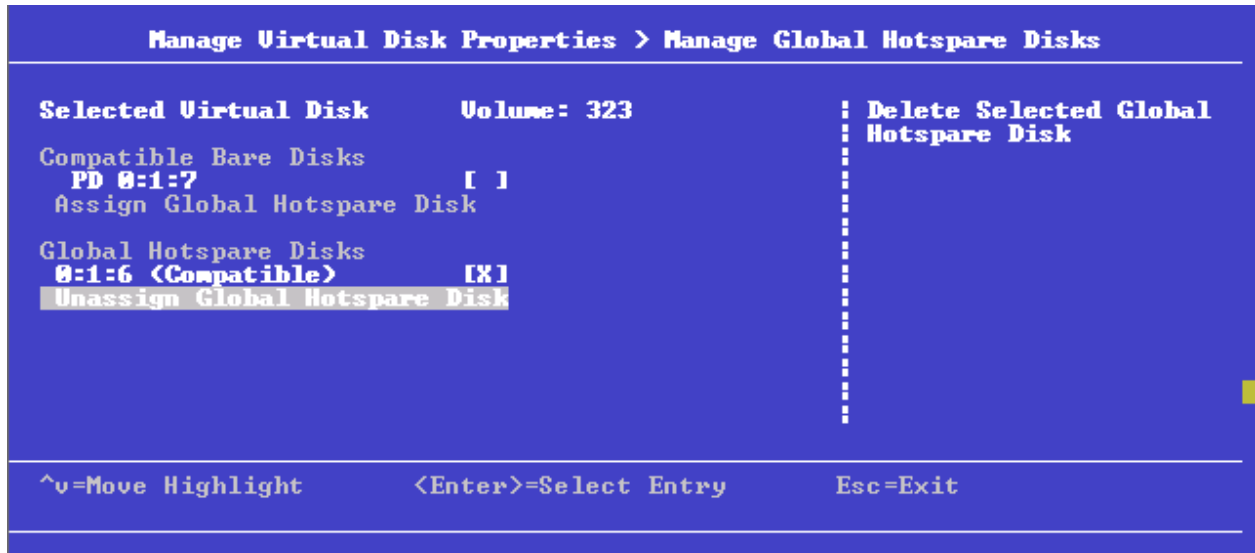 Manage Virtual Disk Properties > Manage Global Hotspare Disks
Selected Virtual Disk Volume: 323
Compatible Bare Disks
PD 0:1:7 [ ]
Assign Global Hotspare Disk
Global Hotspare Disks
0:1:6 (Compatible) [X]
Unassign Global Hotspare Disk
Delete Selected Global
Hotspare Disk
^v=Move Highlight <Enter>=Select Entry Esc=Exit